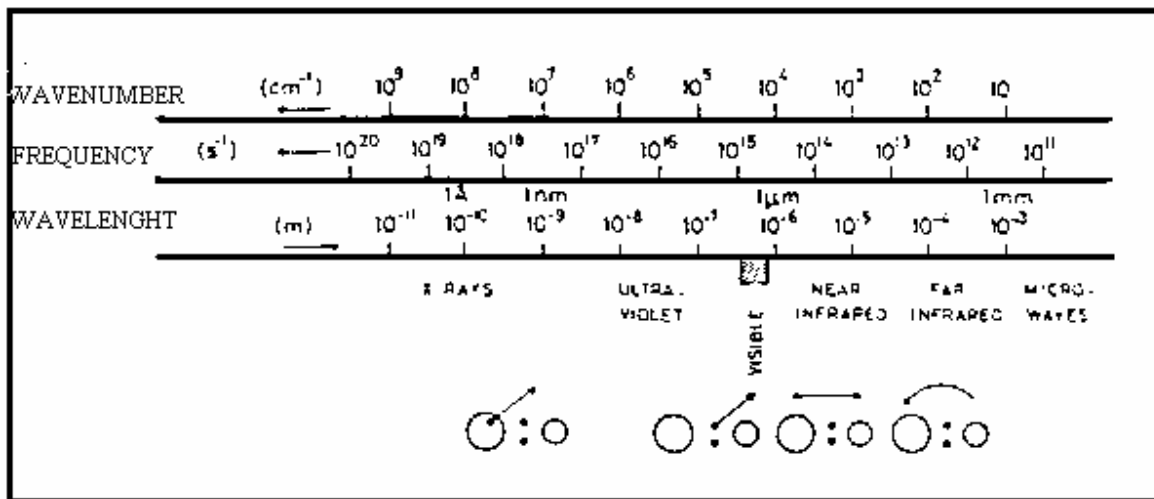 WAVENUMBER (cm⁻¹) 10⁹ 10⁸ 10⁷ 10⁶ 10⁵ 10⁴ 10³ 10² 10
FREQUENCY (s⁻¹) 10²⁰ 10¹⁹ 10¹⁸ 10¹⁷ 10¹⁶ 10¹⁵ 10¹⁴ 10¹³ 10¹² 10¹¹
1Å 1nm 1μm 1mm
WAVELENGHT (m) 10⁻¹¹ 10⁻¹⁰ 10⁻⁹ 10⁻⁸ 10⁻⁷ 10⁻⁶ 10⁻⁵ 10⁻⁴ 10⁻³
X RAYS ULTRA- NEAR FAR MICRO-
VIOLET INFRARED INFRARED WAVES
VISIBLE